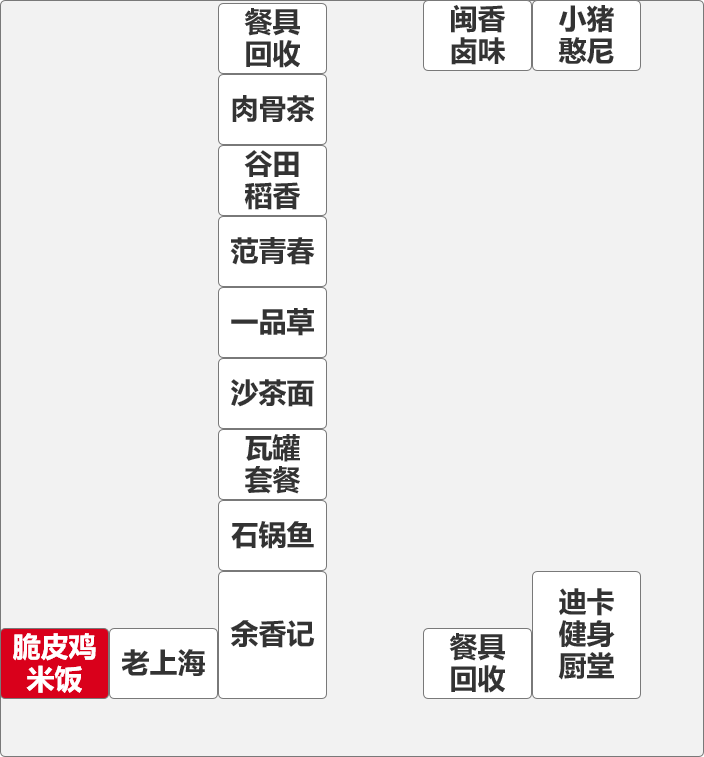 餐具
回收
闽香
卤味
小猪
憨尼
肉骨茶
谷田
稻香
范青春
一品草
沙茶面
瓦罐
套餐
石锅鱼
余香记
迪卡
健身
厨堂
脆皮鸡
米饭
老上海
餐具
回收